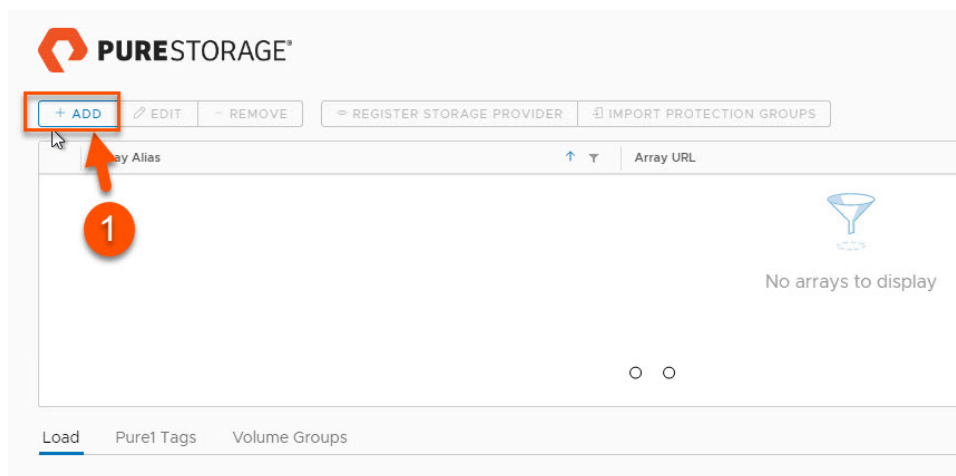 PURESTORAGE®
+ ADD EDIT - REMOVE REGISTER STORAGE PROVIDER IMPORT PROTECTION GROUPS
ay Alias Array URL
1
No arrays to display
Load Pure1 Tags Volume Groups